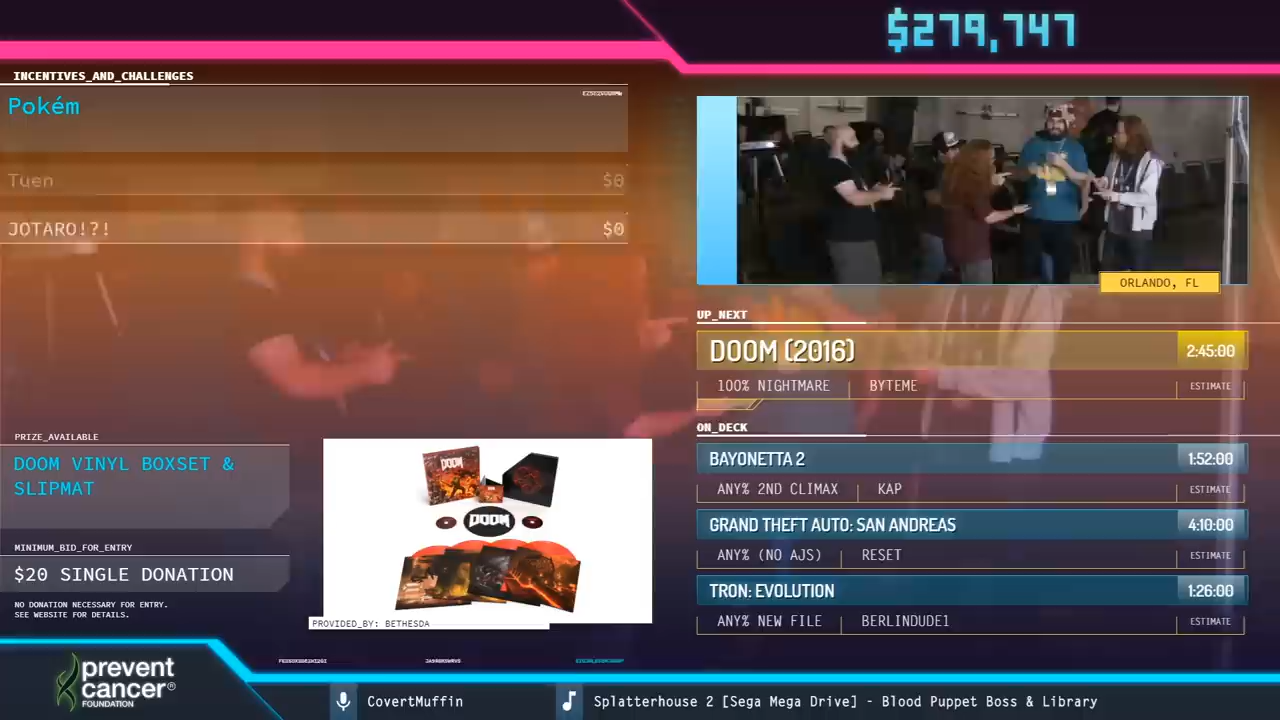 $279,747
INCENTIVES_AND_CHALLENGES
Pokém
Tuen
$0
JOTARO!?!
$0
ORLANDO, FL
UP_NEXT
DOOM (2016)
2:45:00
100% NIGHTMARE
BYTEME
ESTIMATE
ON_DECK
BAYONETTA 2
1:52:00
ANY% 2ND CLIMAX
KAP
ESTIMATE
GRAND THEFT AUTO: SAN ANDREAS
4:10:00
ANY% (NO AJS)
RESET
ESTIMATE
TRON: EVOLUTION
1:26:00
ANY% NEW FILE
BERLINDUDE1
ESTIMATE
PRIZE_AVAILABLE
DOOM VINYL BOXSET &
SLIPMAT
MINIMUM_BID_FOR_ENTRY
$20 SINGLE DONATION
NO DONATION NECESSARY FOR ENTRY.
SEE WEBSITE FOR DETAILS.
DOOM
DOOM
PROVIDED_BY: BETHESDA
prevent
cancer®
FOUNDATION
CovertMuffin
Splatterhouse 2 [Sega Mega Drive] - Blood Puppet Boss & Library